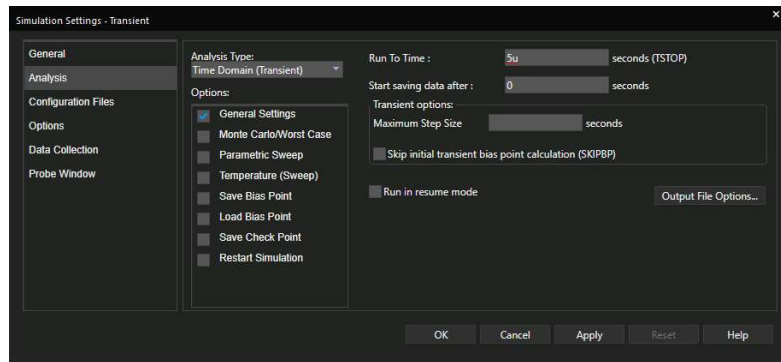 Simulation Settings - Transient
×
General
Analysis
Configuration Files
Options
Data Collection
Probe Window
Analysis Type:
Time Domain (Transient)
Options:
General Settings
Monte Carlo/Worst Case
Parametric Sweep
Temperature (Sweep)
Save Bias Point
Load Bias Point
Save Check Point
Restart Simulation
Run To Time : 5u seconds (TSTOP)
Start saving data after : 0 seconds
Transient options:
Maximum Step Size seconds
Skip initial transient bias point calculation (SKIPBP)
Run in resume mode
Output File Options...
OK Cancel Apply Reset Help